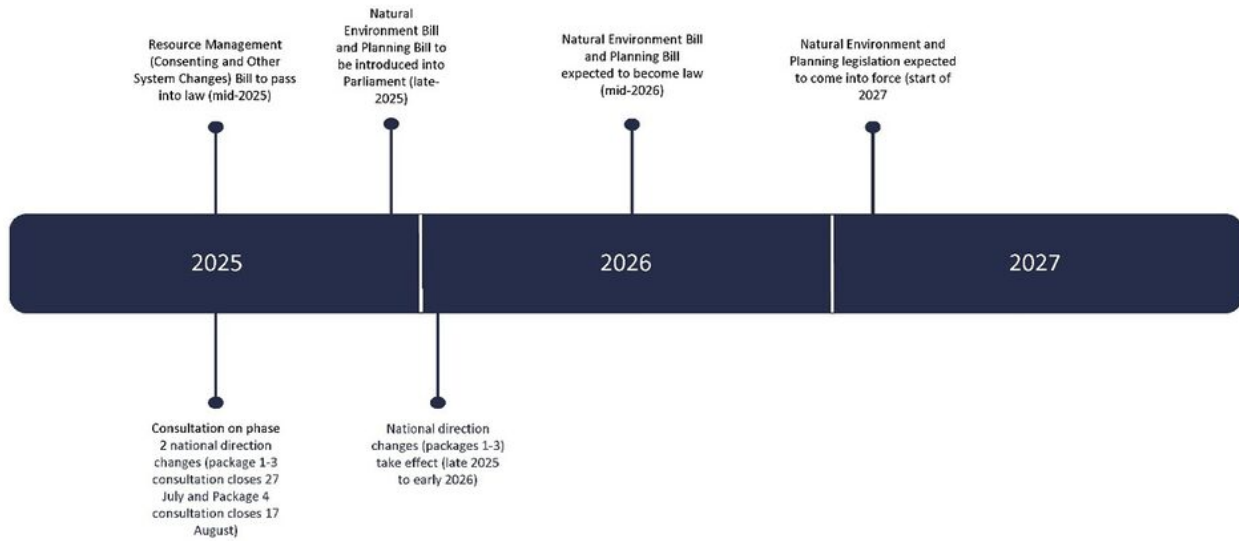 Resource Management
(Consenting and Other
System Changes) Bill to pass
into law (mid-2025)
Natural
Environment Bill
and Planning Bill to
be introduced into
Parliament (late-
2025)
Natural Environment Bill
and Planning Bill
expected to become law
(mid-2026)
Natural Environment and
Planning legislation expected
to come into force (start of
2027
2025
2026
2027
Consultation on phase
2 national direction
changes (package 1-3
consultation closes 27
July and Package 4
consultation closes 17
August)
National direction
changes (packages 1-3)
take effect (late 2025
to early 2026)